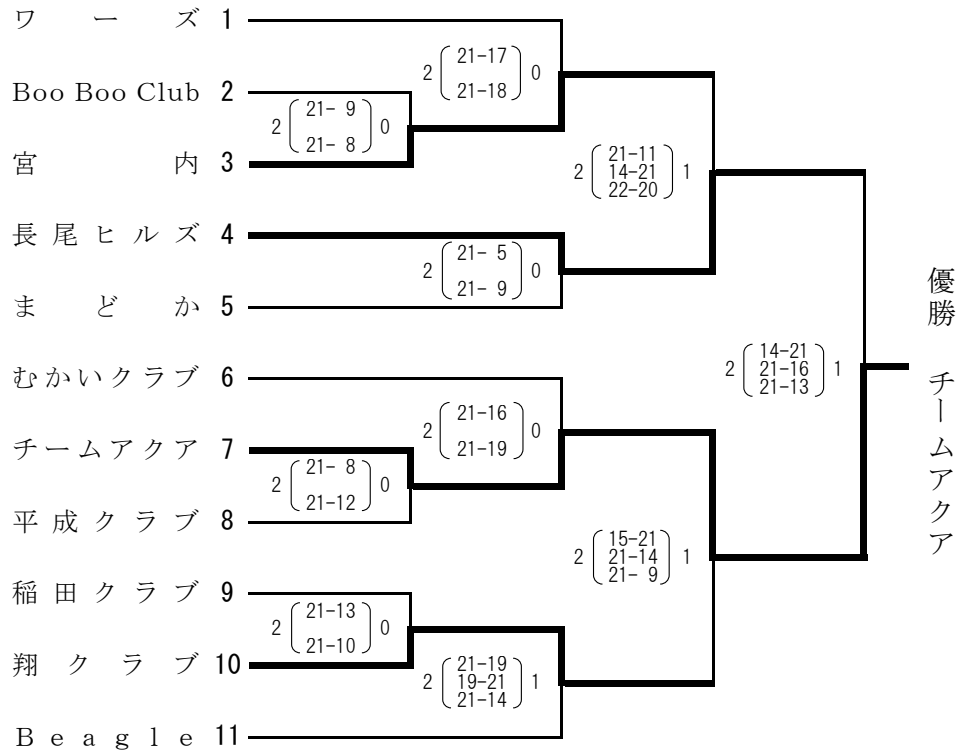 ワーズ 1
Boo Boo Club 2
宮内 3
長尾ヒルズ 4
まどか 5
むかいクラブ 6
チームアクア 7
平成クラブ 8
稲田クラブ 9
翔クラブ 10
Beagle 11
2 0
21- 9
21- 8
2 0
21- 8
21-12
2 0
21-13
21-10
2 0
21-17
21-18
2 0
21- 5
21- 9
2 0
21-16
21-19
2 1
21-19
19-21
21-14
2 1
21-11
14-21
22-20
2 1
15-21
21-14
21- 9
2 1
14-21
21-16
21-13
優勝 チームアクア